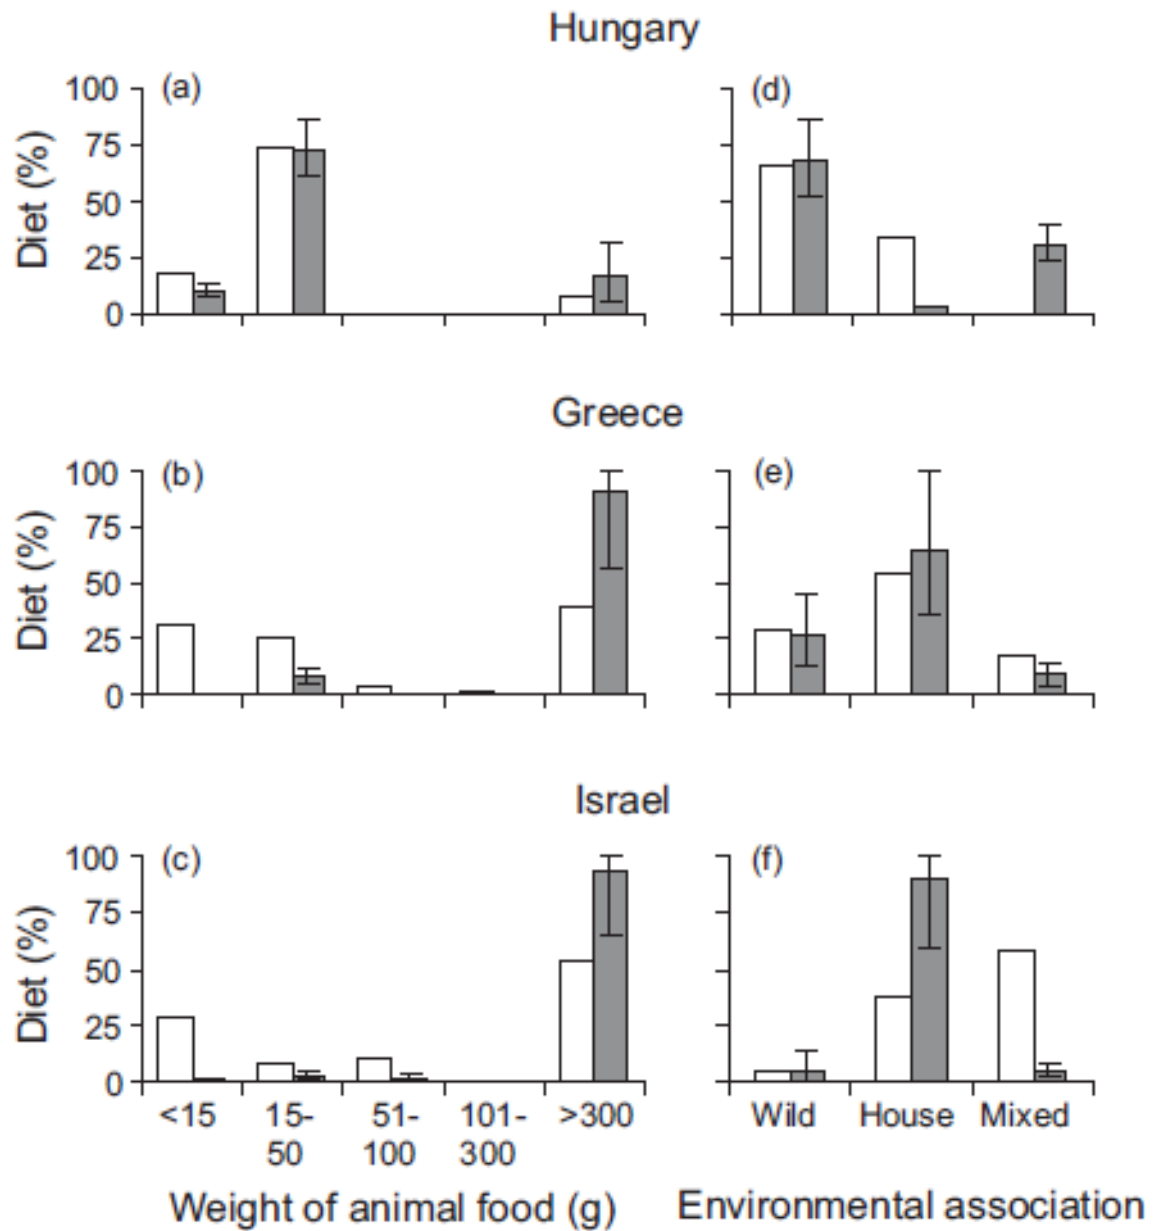 Hungary
(a)
(d)
100
75
50
25
0
Diet (%)
Greece
(b)
(e)
100
75
50
25
0
Diet (%)
Israel
(c)
(f)
100
75
50
25
0
Diet (%)
<15 15- 51- 101- >300
50 100 300
Wild House Mixed
Weight of animal food (g)
Environmental association